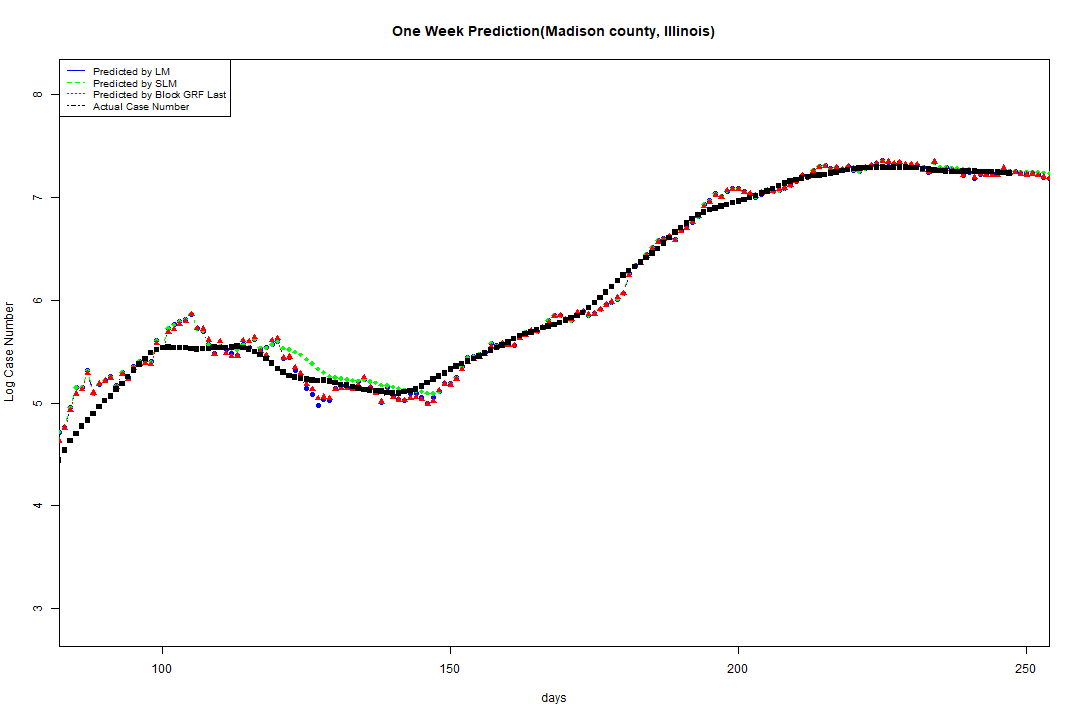 One Week Prediction(Madison county, Illinois)
Predicted by LM
Predicted by SLM
Predicted by Block GRF Last
Actual Case Number
8
7
6
5
4
3
Log Case Number
100 150 200 250
days